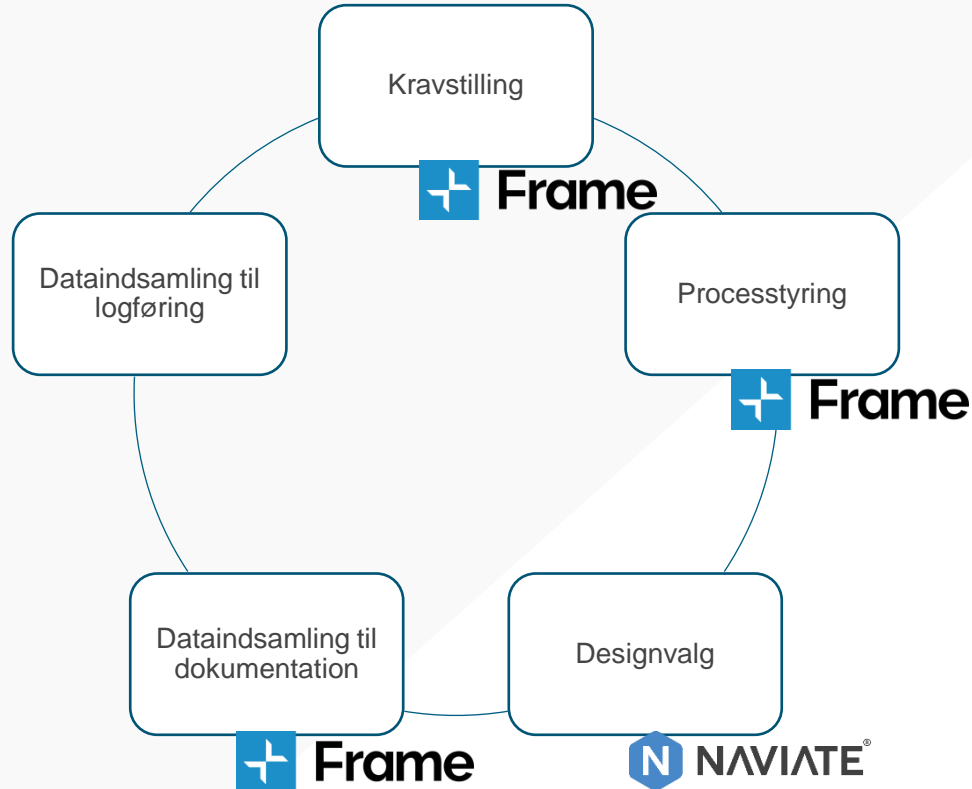 Kravstilling
Frame
Dataindsamling til
logføring
Processtyring
Frame
Dataindsamling til
dokumentation
Frame
Designvalg
N NAVIATE®